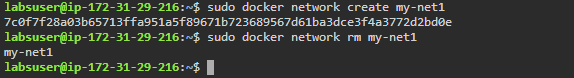 labsuser@ip-172-31-29-216:~$ sudo docker network create my-net1
7c0f7f28a03b65713ffa951a5f89671b723689567d61ba3dce3f4a3772d2bd0e
labsuser@ip-172-31-29-216:~$ sudo docker network rm my-net1
my-net1
labsuser@ip-172-31-29-216:~$